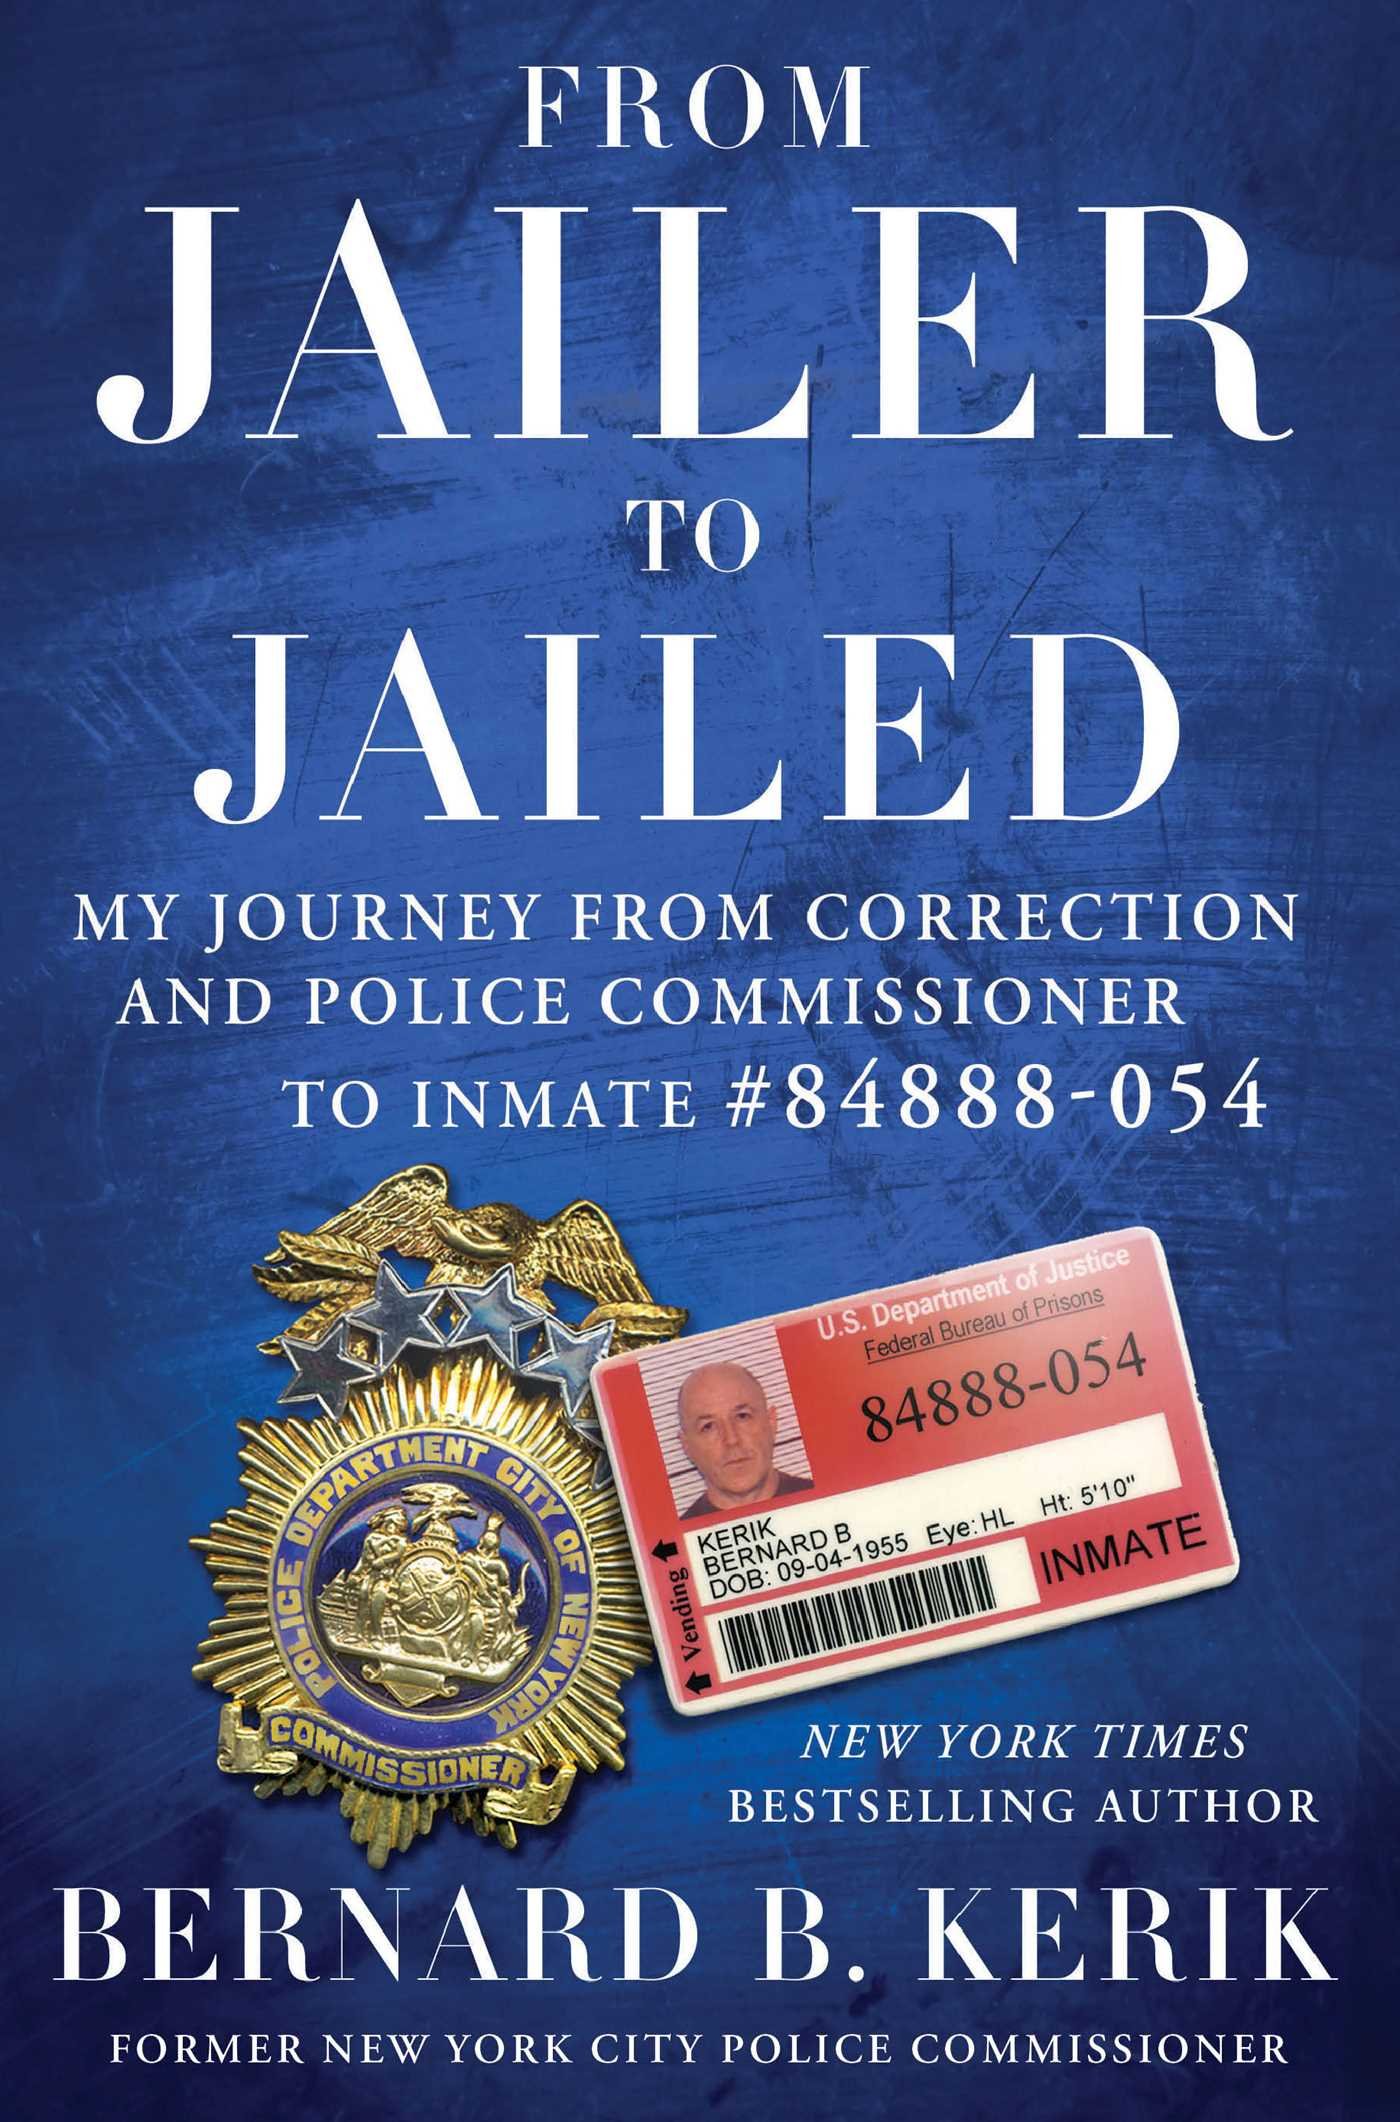 FROM
JAILER
TO
JAILED
MY JOURNEY FROM CORRECTION
AND POLICE COMMISSIONER
TO INMATE #84888-054
POLICE DEPARTMENT CITY OF NEW YORK
COMMISSIONER
U.S. Department of Justice
Federal Bureau of Prisons
84888-054
KERIK
BERNARD B
DOB: 09-04-1955 Eye: HL Ht: 5'10"
INMATE
Vending
NEW YORK TIMES
BESTSELLING AUTHOR
BERNARD B. KERIK
FORMER NEW YORK CITY POLICE COMMISSIONER